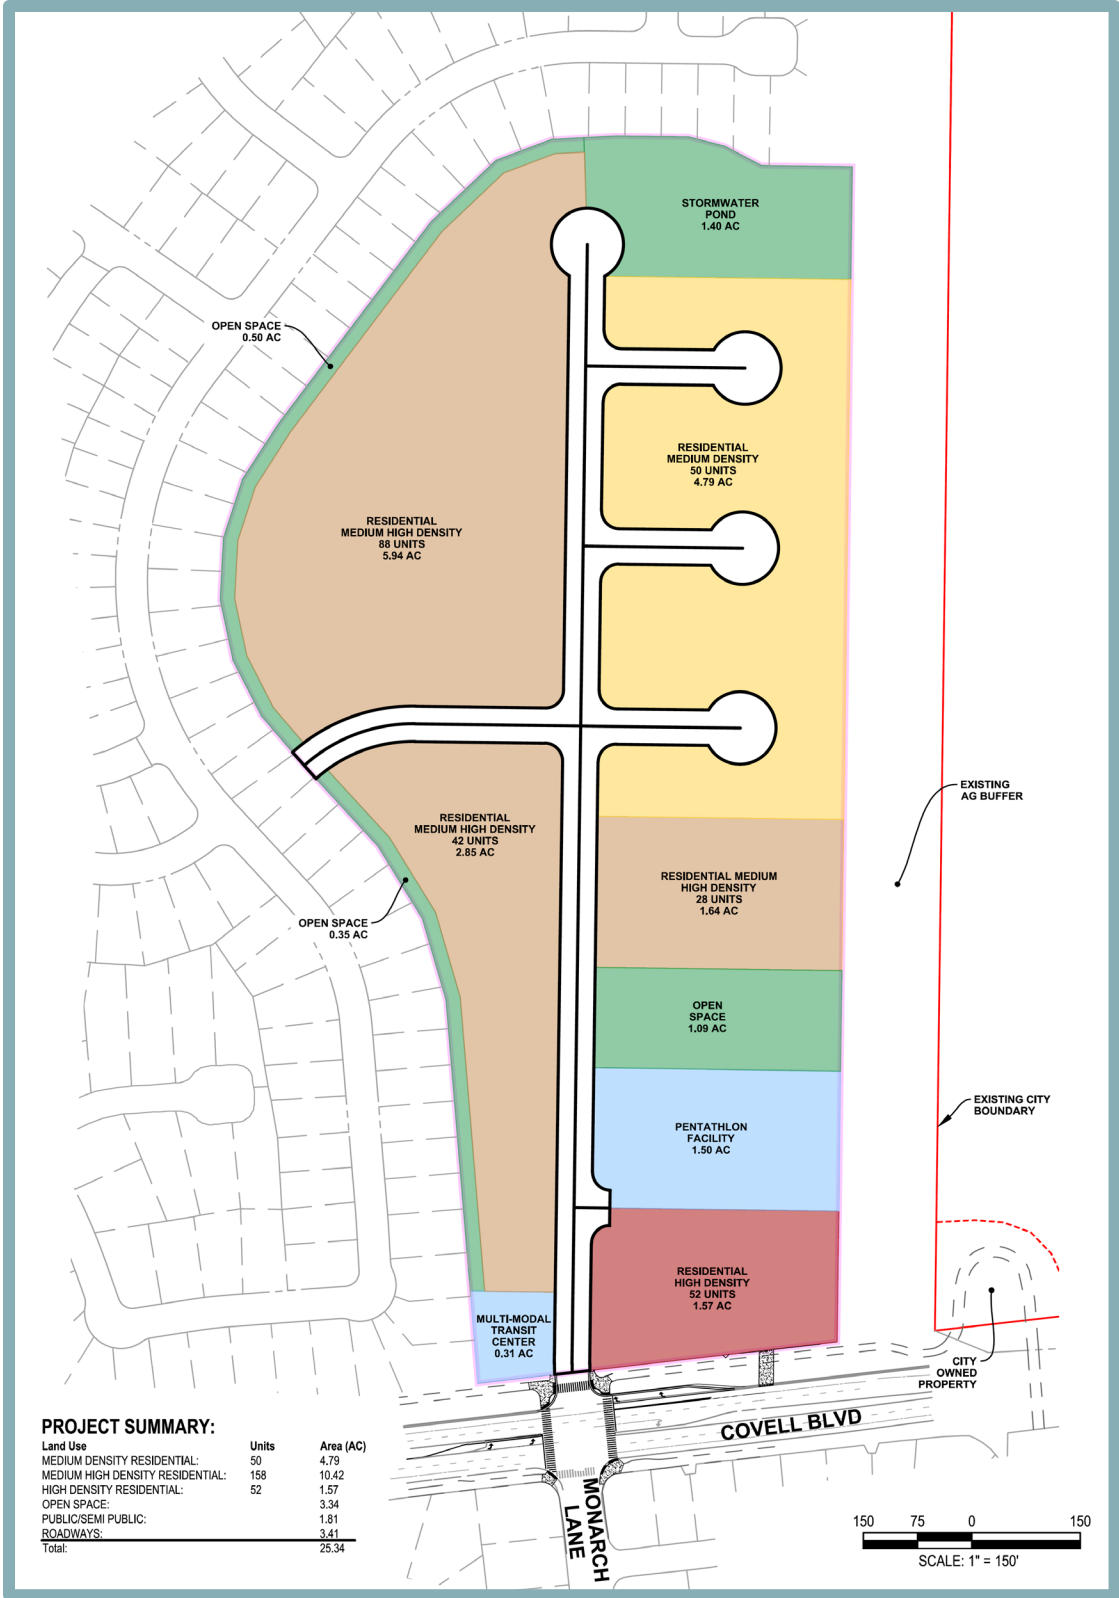 STORMWATER
POND
1.40 AC
OPEN SPACE
0.50 AC
RESIDENTIAL
MEDIUM DENSITY
50 UNITS
4.79 AC
RESIDENTIAL
MEDIUM HIGH DENSITY
88 UNITS
5.94 AC
EXISTING
AG BUFFER
RESIDENTIAL
MEDIUM HIGH DENSITY
42 UNITS
2.85 AC
RESIDENTIAL MEDIUM
HIGH DENSITY
28 UNITS
1.64 AC
OPEN SPACE
0.35 AC
OPEN
SPACE
1.09 AC
EXISTING CITY
BOUNDARY
PENTATHLON
FACILITY
1.50 AC
RESIDENTIAL
HIGH DENSITY
52 UNITS
1.57 AC
MULTI-MODAL
TRANSIT
CENTER
0.31 AC
CITY
OWNED
PROPERTY
COVELL BLVD
MONARCH
LANE
PROJECT SUMMARY:
Land Use Units Area (AC)
MEDIUM DENSITY RESIDENTIAL: 50 4.79
MEDIUM HIGH DENSITY RESIDENTIAL: 158 10.42
HIGH DENSITY RESIDENTIAL: 52 1.57
OPEN SPACE: 3.34
PUBLIC/SEMI PUBLIC: 1.81
ROADWAYS: 3.41
Total: 25.34
150 75 0 150
SCALE: 1" = 150'